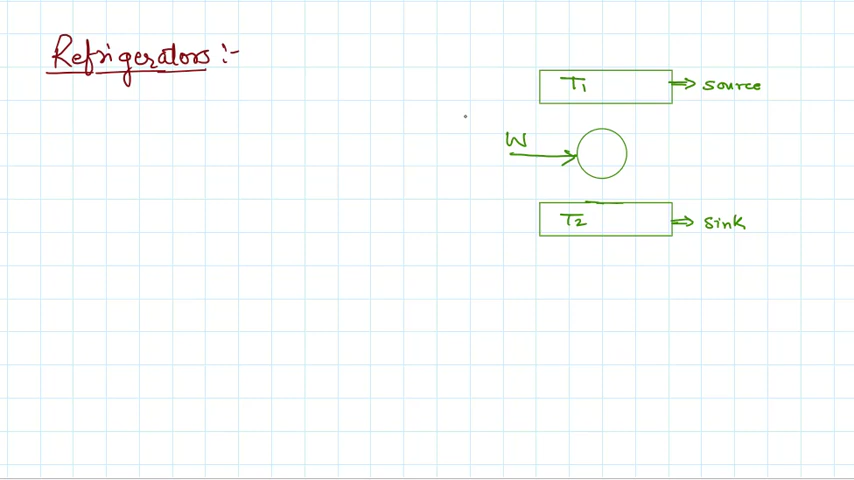 Refrigerators :-
T1 ⇒ source
W
T2 ⇒ sink